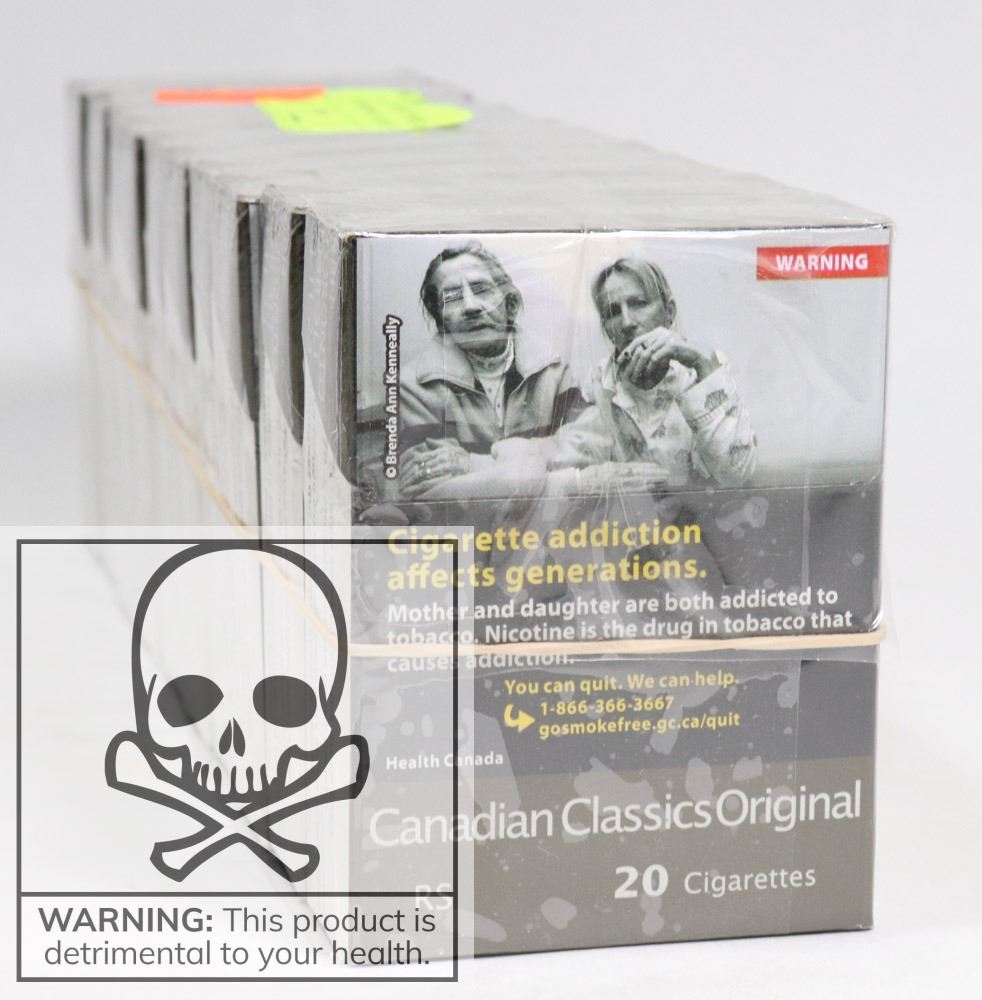 WARNING
© Brenda Ann Kenneally
Cigarette addiction
affects generations.
Mother and daughter are both addicted to
tobacco. Nicotine is the drug in tobacco that
causes addiction.
You can quit. We can help.
1-866-366-3667
gosmokefree.gc.ca/quit
Health Canada
Canadian Classics Original
20 Cigarettes
RS
WARNING: This product is
detrimental to your health.